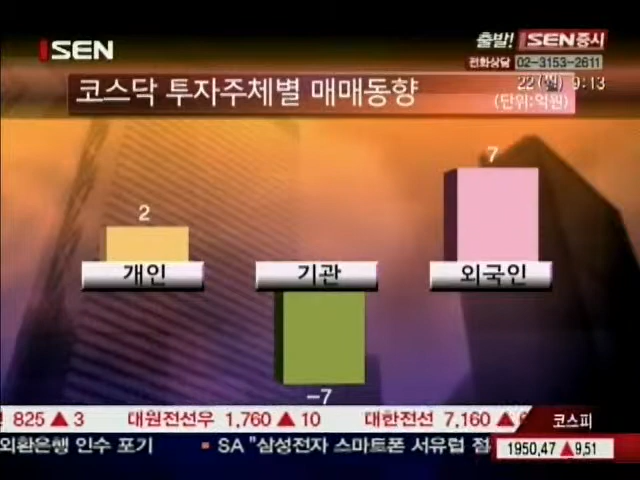 SEN
출발! SEN증시
전화상담 02-3153-2611
22(월) 9:13
코스닥 투자주체별 매매동향
(단위:억원)
2
7
개인
기관
외국인
-7
825▲3 대원전선우 1,760▲10 대한전선 7,160▲
코스피
외환은행 인수 포기 ▪ SA "삼성전자 스마트폰 서유럽 점
1950,47▲9,51